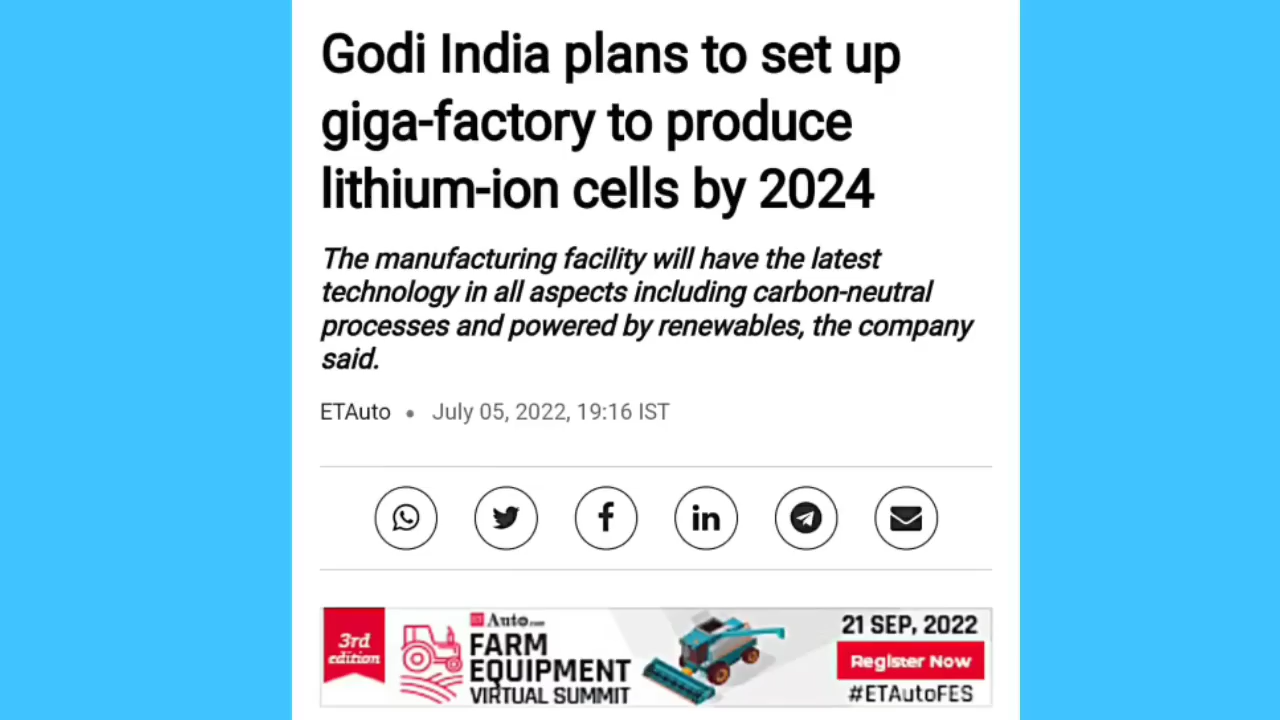 Godi India plans to set up
giga-factory to produce
lithium-ion cells by 2024
The manufacturing facility will have the latest
technology in all aspects including carbon-neutral
processes and powered by renewables, the company
said.
ETAuto • July 05, 2022, 19:16 IST
3rd
edition
ET Auto.com
FARM
EQUIPMENT
VIRTUAL SUMMIT
21 SEP, 2022
Register Now
#ETAutoFES